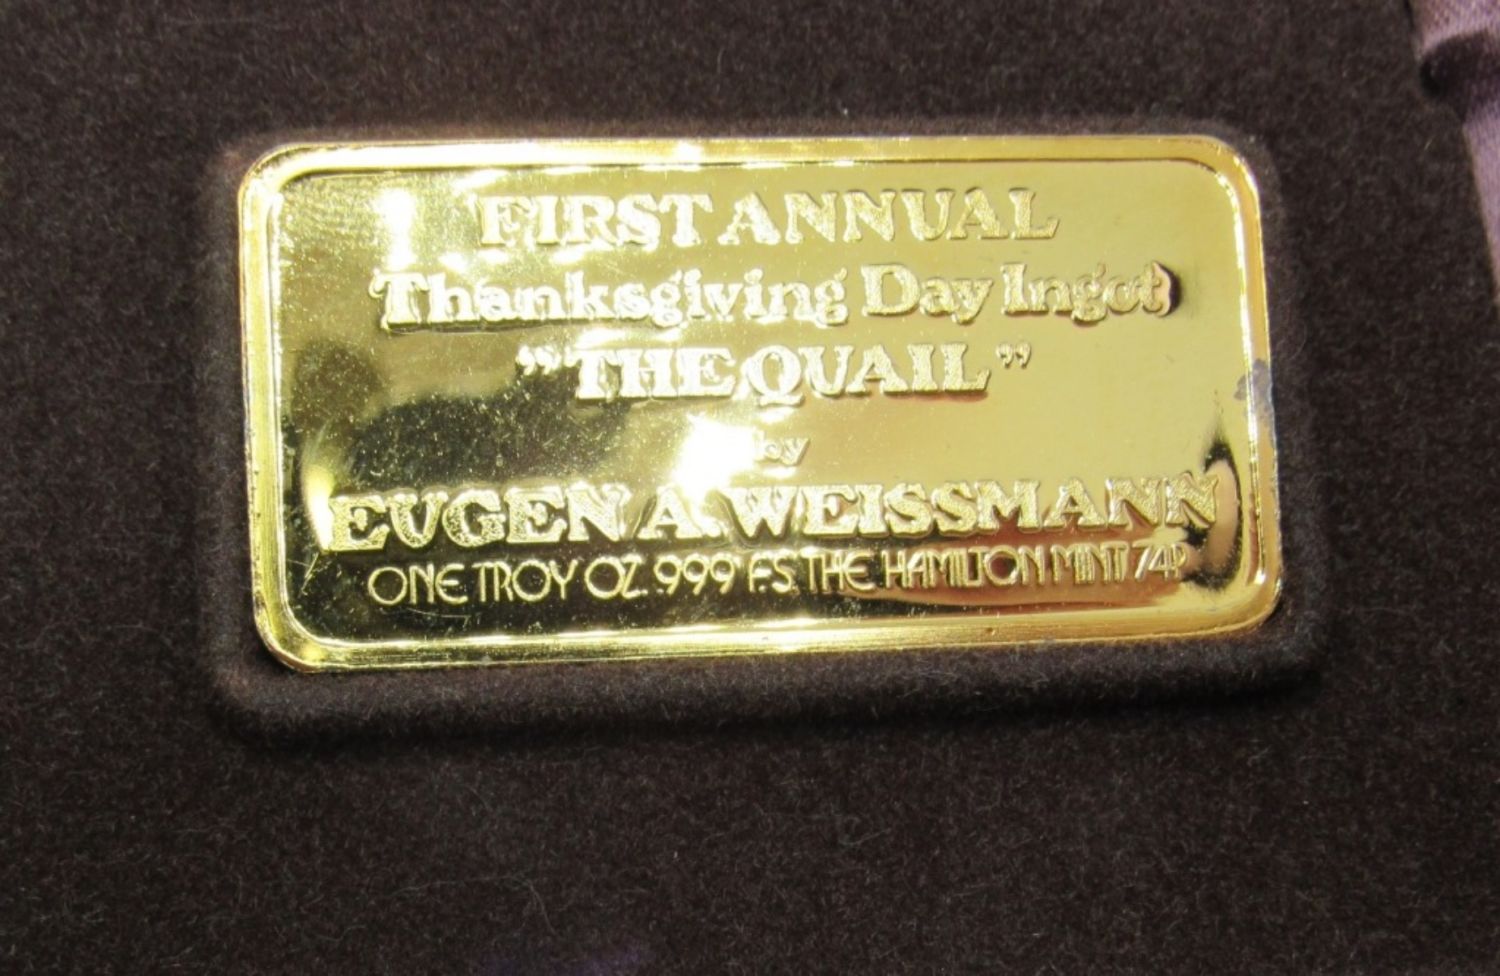 FIRST ANNUAL
Thanksgiving Day Ingot
"THE QUAIL"
by
EUGEN A. WEISSMANN
ONE TROY OZ .999 F.S. THE HAMILTON MINT 74P